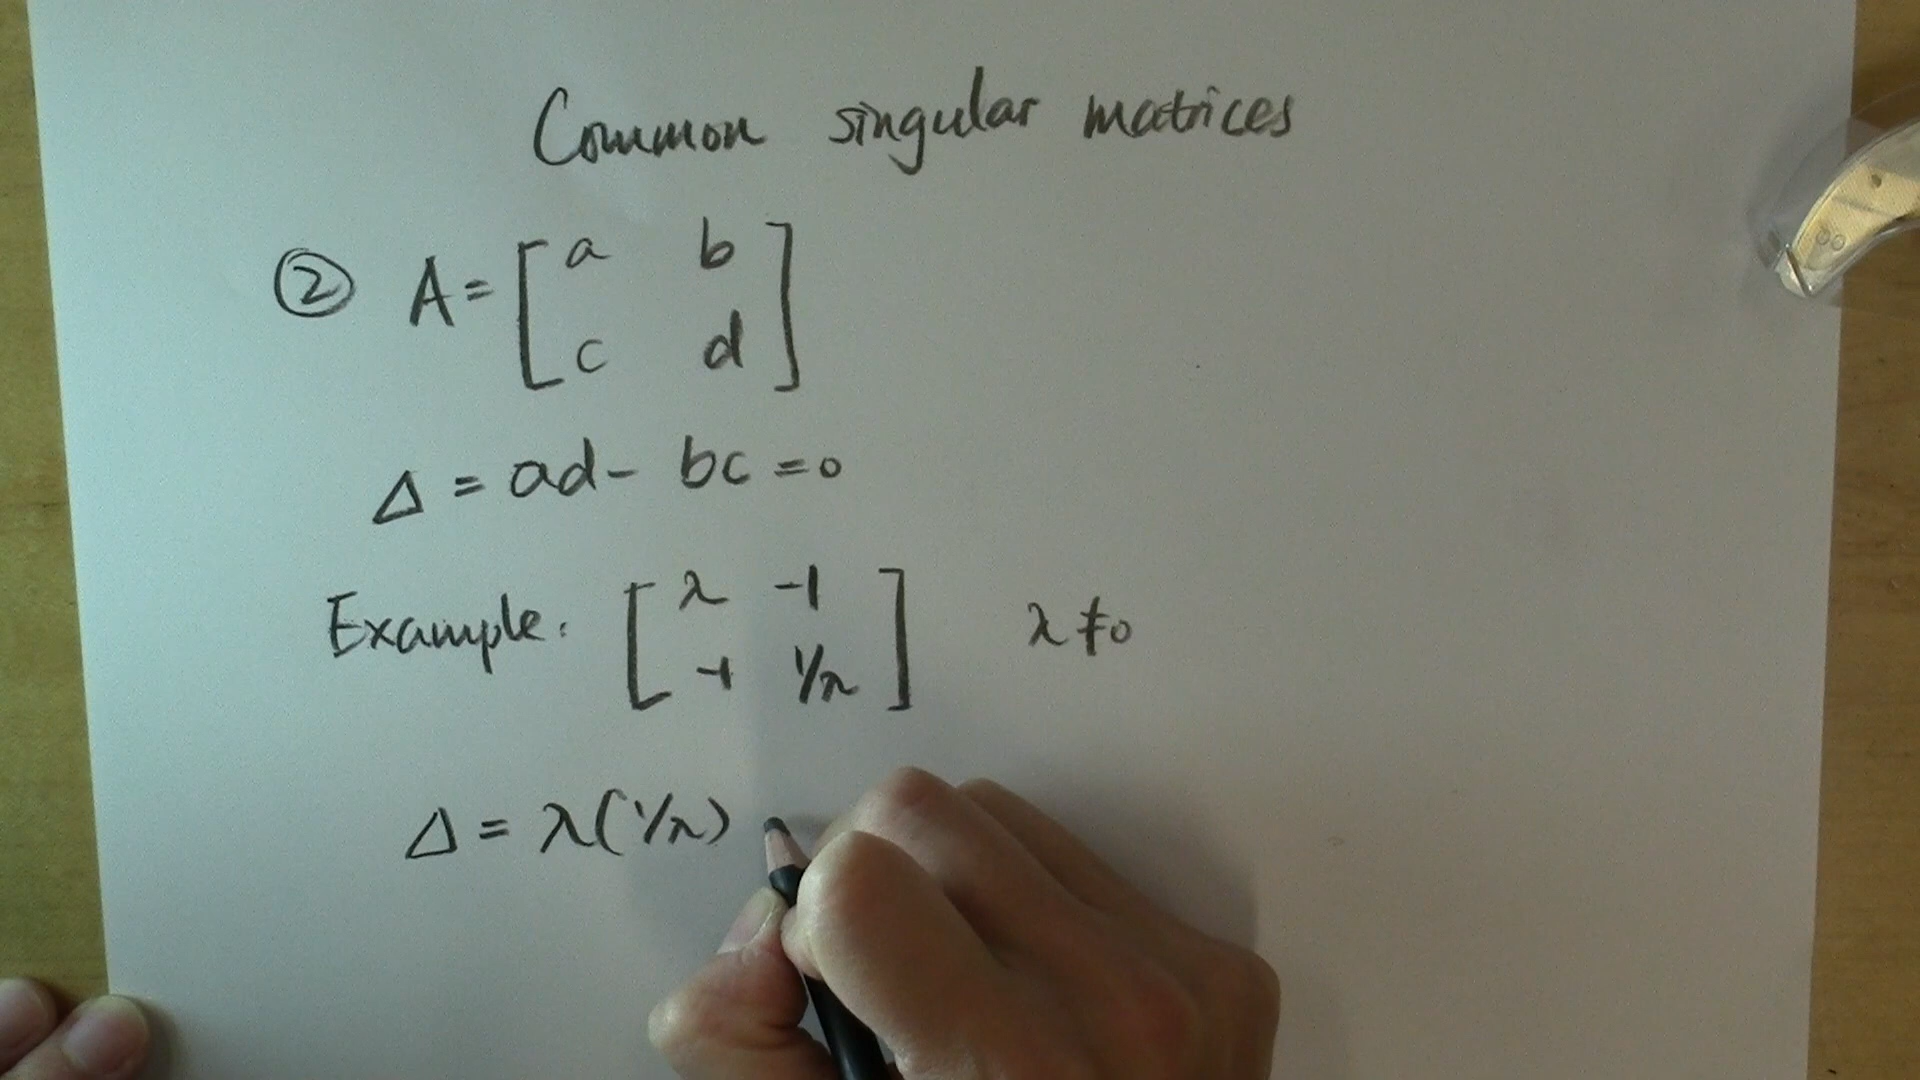 Common singular matrices
② A = [ a b
c d ]
Δ = ad - bc = 0
Example. [ λ -1
-1 1/λ ] λ ≠ 0
Δ = λ(1/λ)